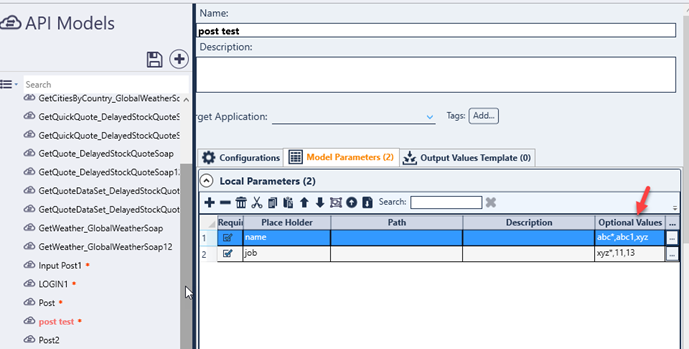 API Models
Search
GetCitiesByCountry_GlobalWeatherSo
GetQuickQuote_DelayedStockQuoteS
GetQuickQuote_DelayedStockQuoteS
GetQuote_DelayedStockQuoteSoap
GetQuote_DelayedStockQuoteSoap1
GetQuoteDataSet_DelayedStockQuot
GetQuoteDataSet_DelayedStockQuot
GetWeather_GlobalWeatherSoap
GetWeather_GlobalWeatherSoap12
Input Post1 *
LOGIN1 *
Post *
post test *
Post2
Name:
post test
Description:
rget Application:
Tags: Add...
Configurations Model Parameters (2) Output Values Template (0)
Local Parameters (2)
Search:
Requi Place Holder Path Description Optional Values ...
1 name abc*,abc1,xyz ...
2 job xyz*,11,13 ...